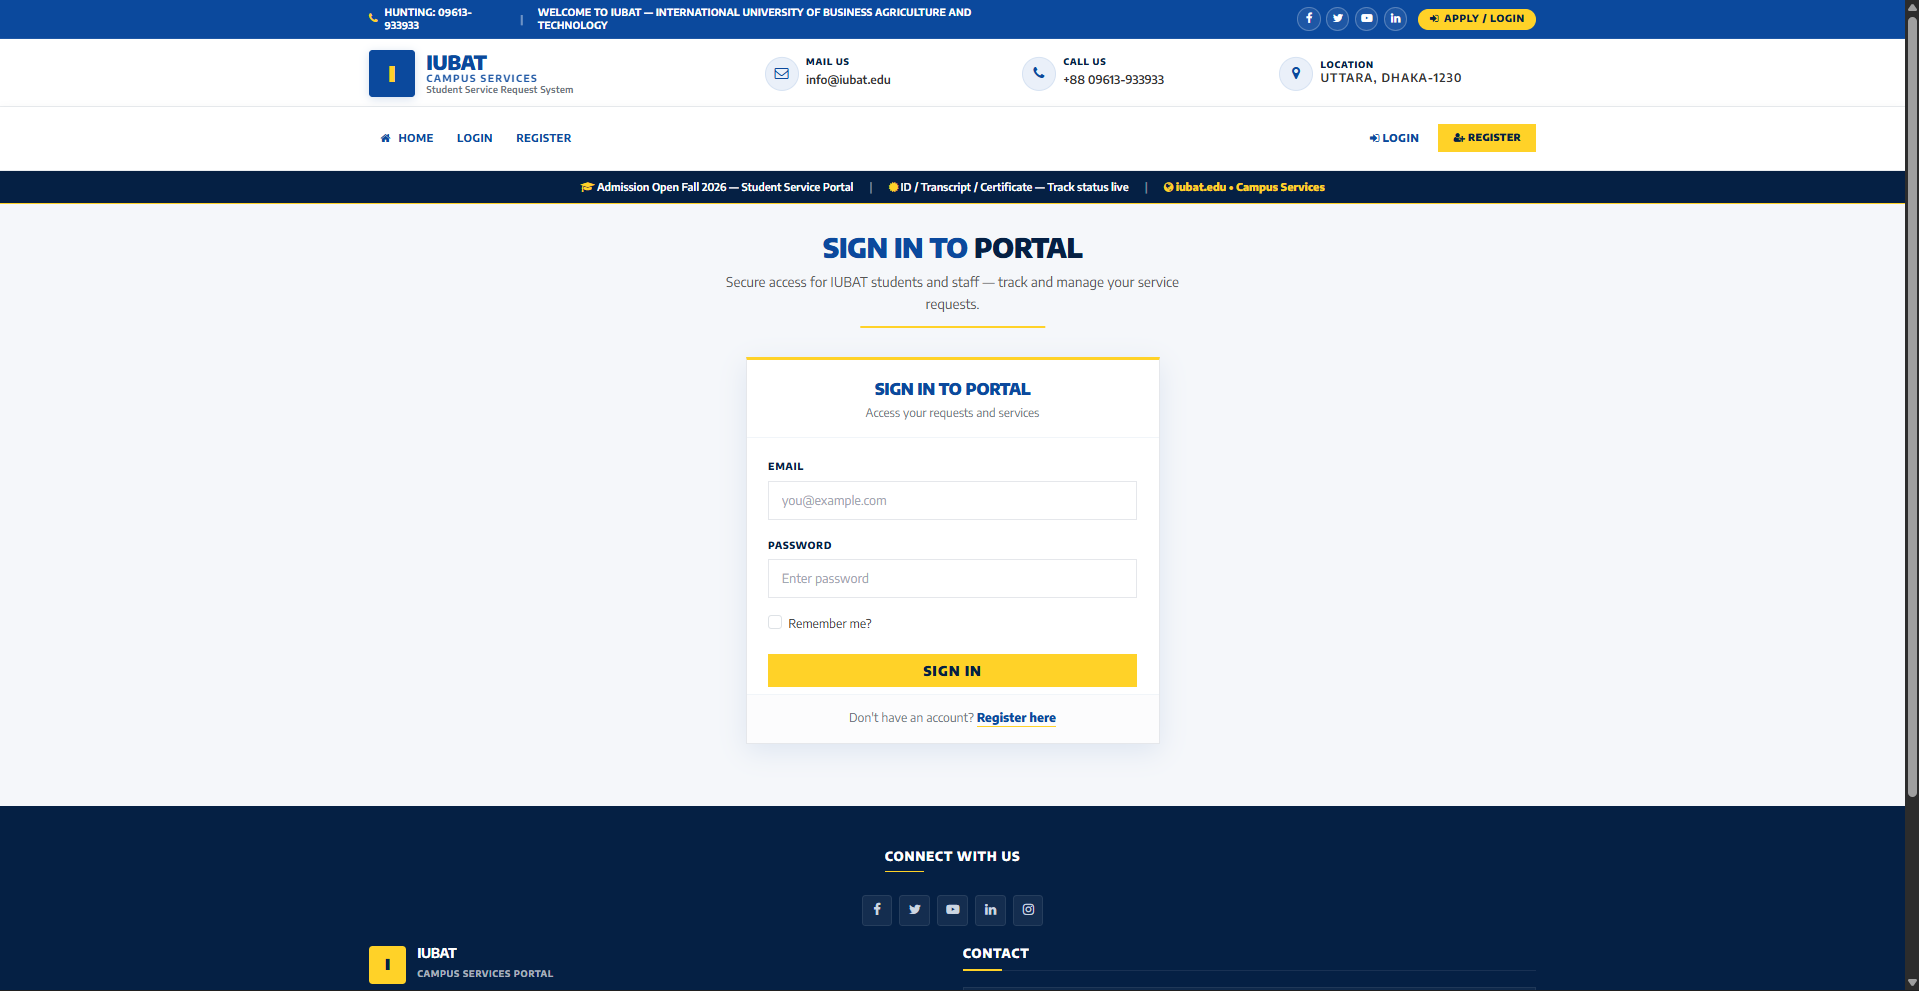 HUNTING: 09613-
933933
|
WELCOME TO IUBAT — INTERNATIONAL UNIVERSITY OF BUSINESS AGRICULTURE AND
TECHNOLOGY
APPLY / LOGIN
I
IUBAT
CAMPUS SERVICES
Student Service Request System
MAIL US
info@iubat.edu
CALL US
+88 09613-933933
LOCATION
UTTARA, DHAKA-1230
HOME LOGIN REGISTER
LOGIN REGISTER
Admission Open Fall 2026 — Student Service Portal | ID / Transcript / Certificate — Track status live | iubat.edu • Campus Services
SIGN IN TO PORTAL
Secure access for IUBAT students and staff — track and manage your service
requests.
SIGN IN TO PORTAL
Access your requests and services
EMAIL
you@example.com
PASSWORD
Enter password
Remember me?
SIGN IN
Don't have an account? Register here
CONNECT WITH US
I
IUBAT
CAMPUS SERVICES PORTAL
CONTACT